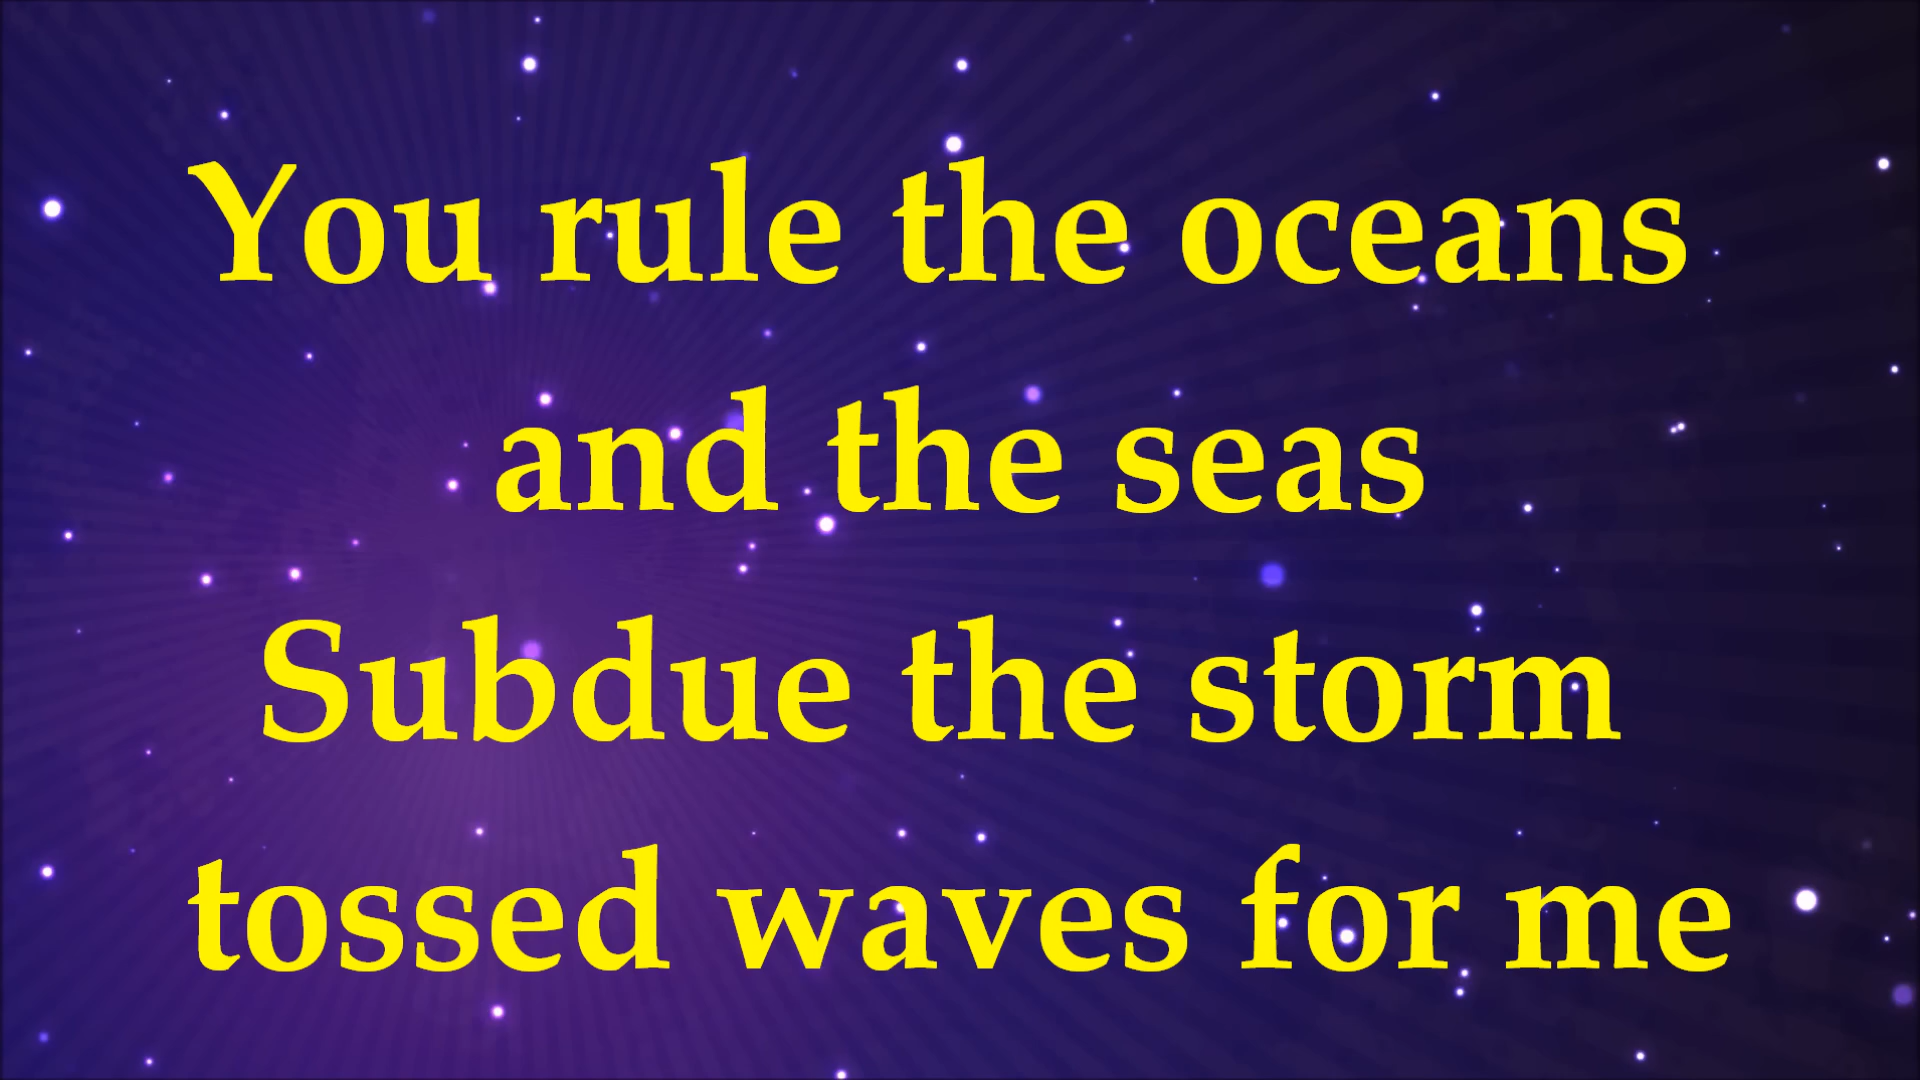 You rule the oceans
and the seas
Subdue the storm
tossed waves for me